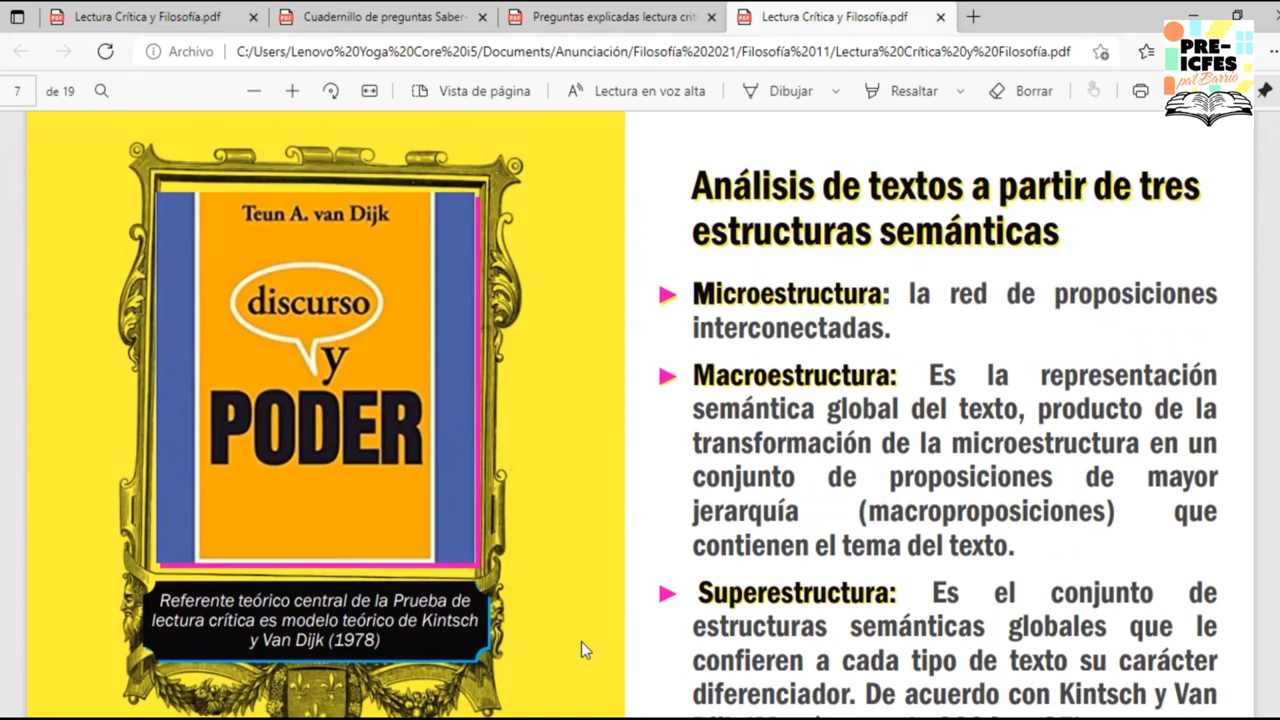 Lectura Crítica y Filosofía.pdf
Cuadernillo de preguntas Saber-
Preguntas explicadas lectura crit
Lectura Crítica y Filosofía.pdf
Archivo
C:/Users/Lenovo%20Yoga%20Core%20i5/Documents/Anunciación/Filosofía%202021/Filosofía%2011/Lectura%20Crítica%20y%20Filosofía.pdf
PRE-
ICFES
pa'l Barrio
7 de 19
Vista de página
Lectura en voz alta
Dibujar
Resaltar
Borrar
Teun A. van Dijk
discurso
y
PODER
Referente teórico central de la Prueba de
lectura crítica es modelo teórico de Kintsch
y Van Dijk (1978)
Análisis de textos a partir de tres
estructuras semánticas
Microestructura: la red de proposiciones
interconectadas.
Macroestructura: Es la representación
semántica global del texto, producto de la
transformación de la microestructura en un
conjunto de proposiciones de mayor
jerarquía (macroproposiciones) que
contienen el tema del texto.
Superestructura: Es el conjunto de
estructuras semánticas globales que le
confieren a cada tipo de texto su carácter
diferenciador. De acuerdo con Kintsch y Van